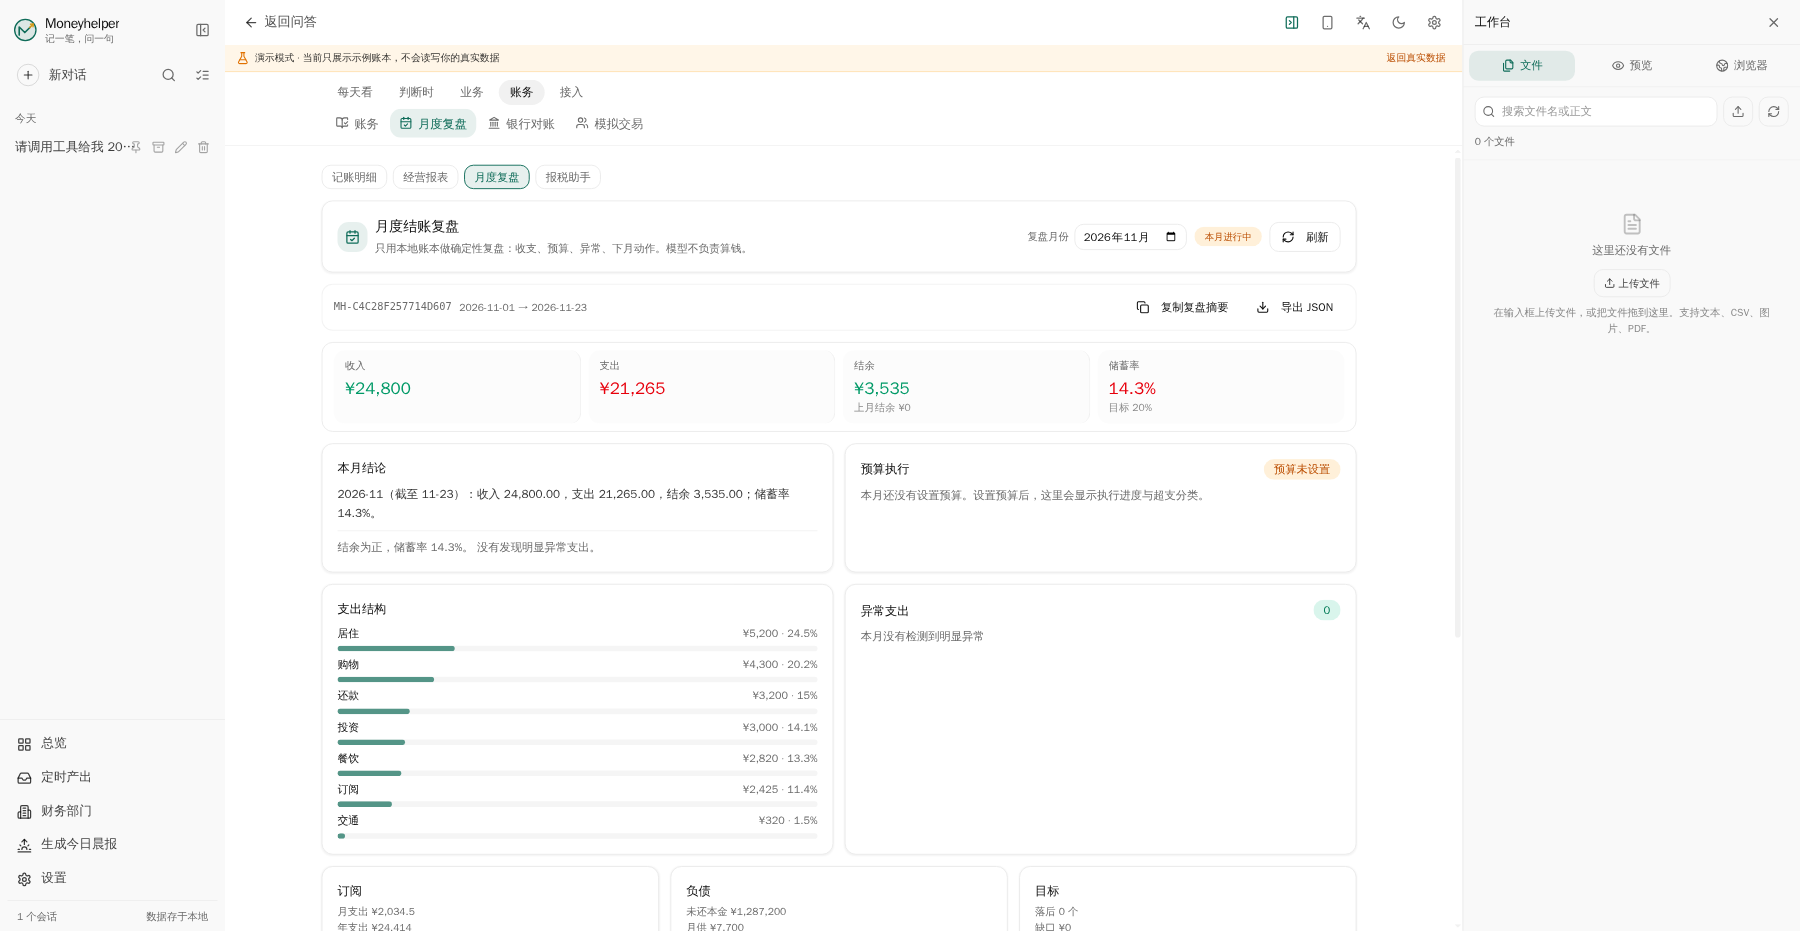 Moneyhelper
记一笔，问一句
新对话
今天
请调用工具给我 20···
总览
定时产出
财务部门
生成今日晨报
设置
1 个会话
数据存于本地
返回问答
演示模式 · 当前只展示示例账本，不会读写你的真实数据
返回真实数据
每天看
判断时
业务
账务
接入
账务
月度复盘
银行对账
模拟交易
记账明细
经营报表
月度复盘
报税助手
月度结账复盘
只用本地账本做确定性复盘：收支、预算、异常、下月动作。模型不负责算钱。
复盘月份
2026年11月
本月进行中
刷新
MH-C4C28F257714D607
2026-11-01 → 2026-11-23
复制复盘摘要
导出 JSON
收入
¥24,800
支出
¥21,265
结余
¥3,535
上月结余 ¥0
储蓄率
14.3%
目标 20%
本月结论
2026-11（截至 11-23）：收入 24,800.00，支出 21,265.00，结余 3,535.00；储蓄率
14.3%。
结余为正，储蓄率 14.3%。 没有发现明显异常支出。
预算执行
预算未设置
本月还没有设置预算。设置预算后，这里会显示执行进度与超支分类。
支出结构
居住
¥5,200 · 24.5%
购物
¥4,300 · 20.2%
还款
¥3,200 · 15%
投资
¥3,000 · 14.1%
餐饮
¥2,820 · 13.3%
订阅
¥2,425 · 11.4%
交通
¥320 · 1.5%
异常支出
0
本月没有检测到明显异常
订阅
月支出 ¥2,034.5
年支出 ¥24,414
负债
未还本金 ¥1,287,200
月供 ¥7,700
目标
落后 0 个
缺口 ¥0
工作台
文件
预览
浏览器
搜索文件名或正文
0 个文件
这里还没有文件
上传文件
在输入框上传文件，或把文件拖到这里。支持文本、CSV、图
片、PDF。